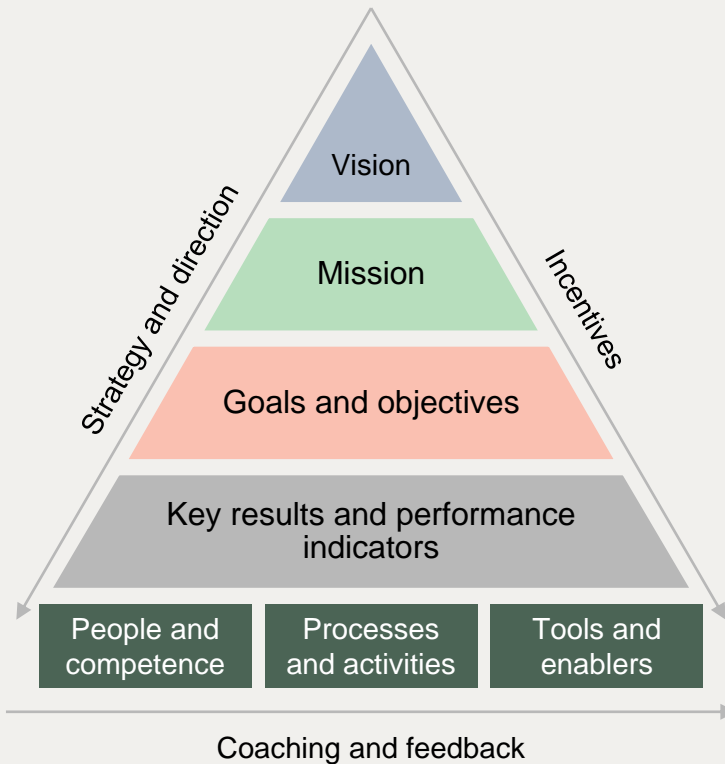 Vision
Strategy and direction
Mission
Incentives
Goals and objectives
Key results and performance
indicators
People and
competence
Processes
and activities
Tools and
enablers
Coaching and feedback